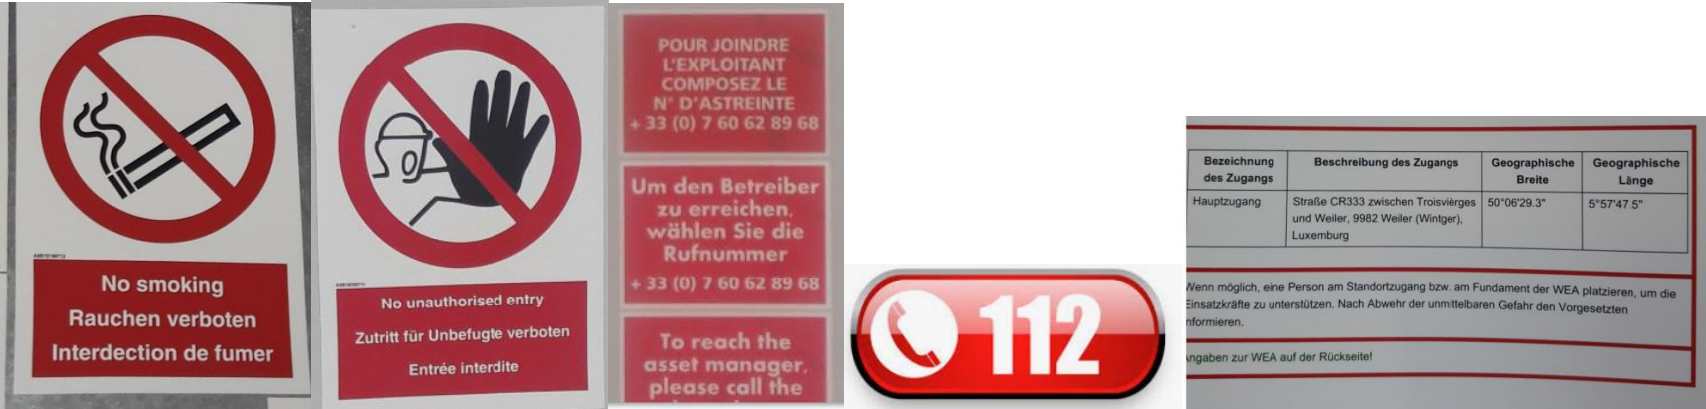 No smoking
Rauchen verboten
Interdection de fumer
No unauthorised entry
Zutritt für Unbefugte verboten
Entrée interdite
POUR JOINDRE
L'EXPLOITANT
COMPOSEZ LE
N° D'ASTREINTE
+ 33 (0) 7 60 62 89 68
Um den Betreiber
zu erreichen,
wählen Sie die
Rufnummer
+ 33 (0) 7 60 62 89 68
To reach the
asset manager,
please call the
112
Bezeichnung des Zugangs
Beschreibung des Zugangs
Geographische Breite
Geographische Länge
Hauptzugang
Straße CR333 zwischen Troisvièrges
und Weiler, 9982 Weiler (Wintger),
Luxemburg
50°06'29.3"
5°57'47.5"
Wenn möglich, eine Person am Standortzugang bzw. am Fundament der WEA platzieren, um die
Einsatzkräfte zu unterstützen. Nach Abwehr der unmittelbaren Gefahr den Vorgesetzten
nformieren.
ngaben zur WEA auf der Rückseite!